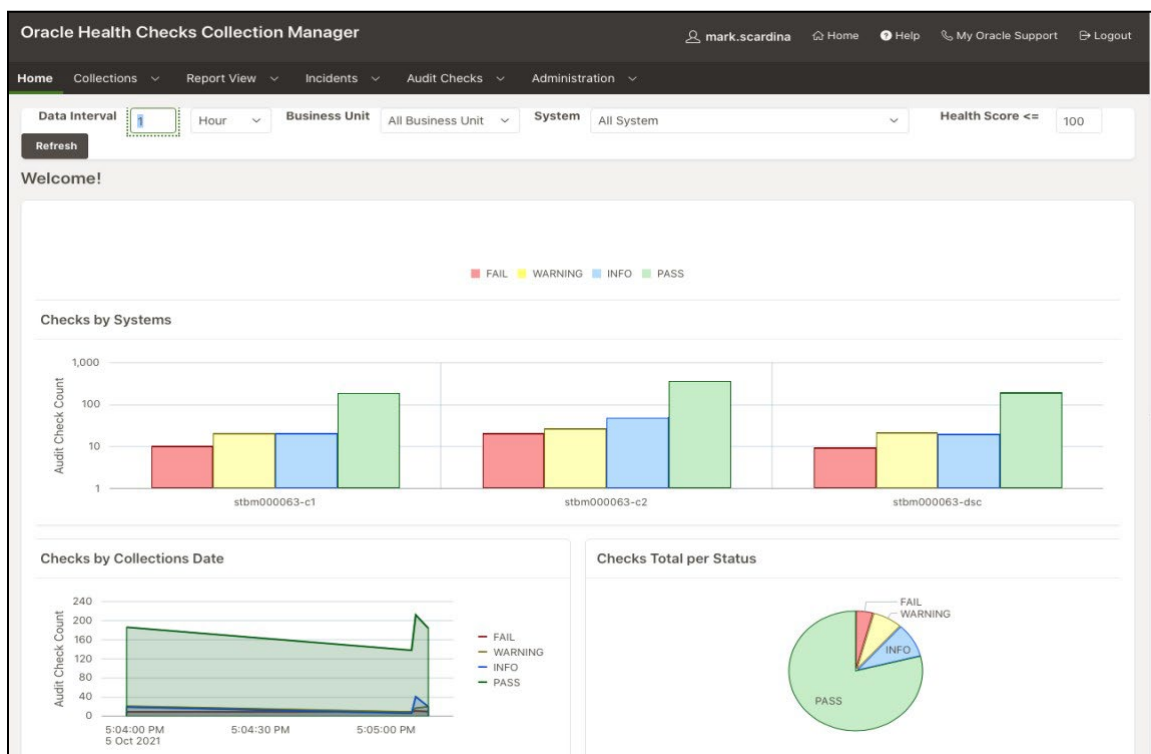 Oracle Health Checks Collection Manager
mark.scardina Home Help My Oracle Support Logout
Home Collections Report View Incidents Audit Checks Administration
Data Interval 1 Hour Business Unit All Business Unit System All System Health Score <= 100
Refresh
Welcome!
FAIL WARNING INFO PASS
Checks by Systems
Audit Check Count
1,000
100
10
1
stbm000063-c1 stbm000063-c2 stbm000063-dsc
Checks by Collections Date
Audit Check Count
240
200
160
120
80
40
0
5:04:00 PM 5:04:30 PM 5:05:00 PM
5 Oct 2021
FAIL
WARNING
INFO
PASS
Checks Total per Status
FAIL
WARNING
INFO
PASS